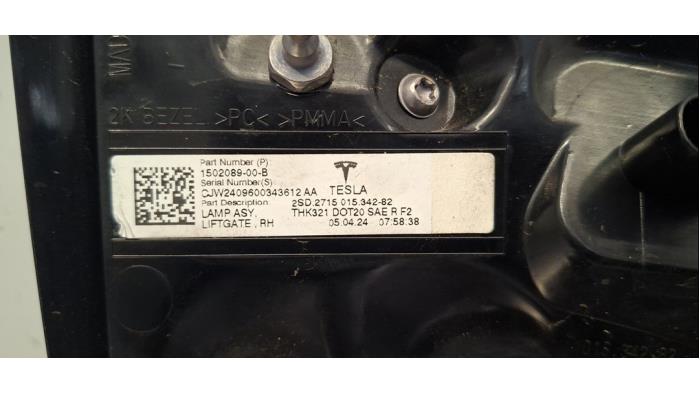 MAD
2K BEZEL >PC< >PMMA<
Part Number (P):
1502089-00-B
Serial Number(S)
CJW2409600343612 AA TESLA
Part Description: 2SD.2715 015.342-82
LAMP ASY, THK321 DOT20 SAE R F2
LIFTGATE , RH 05.04.24 07:58:38